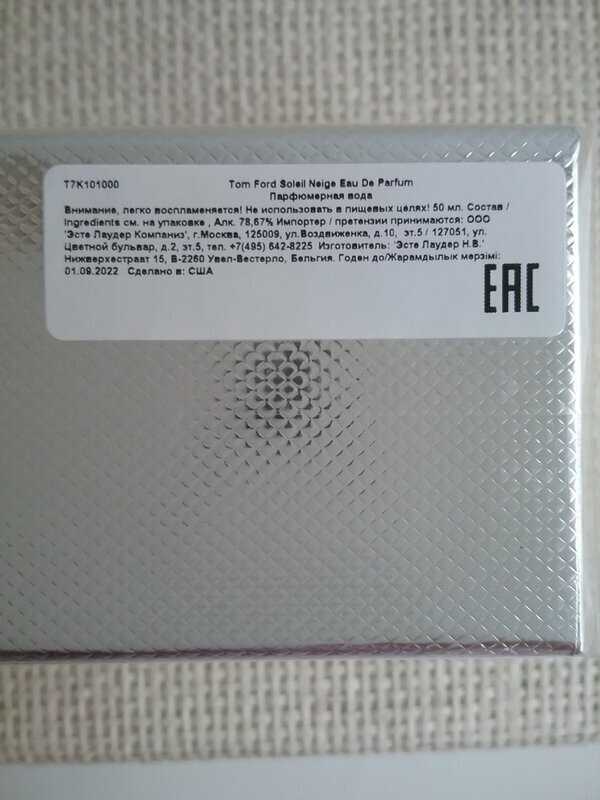 T7K101000
Tom Ford Soleil Neige Eau De Parfum
Парфюмерная вода
Внимание, легко воспламеняется! Не использовать в пищевых целях! 50 мл. Состав /
Ingredients см. на упаковке , Алк. 78,67% Импортер / претензии принимаются: ООО
'Эсте Лаудер Компаниз', г.Москва, 125009, ул.Воздвиженка, д.10, эт.5 / 127051, ул.
Цветной бульвар, д.2, эт.5, тел. +7(495) 642-8225 Изготовитель: 'Эсте Лаудер Н.В.'
Нижверхестраат 15, В-2260 Увел-Вестерло, Бельгия. Годен до/Жарамдылык мерзімі:
01.09.2022 Сделано в: США
EAC